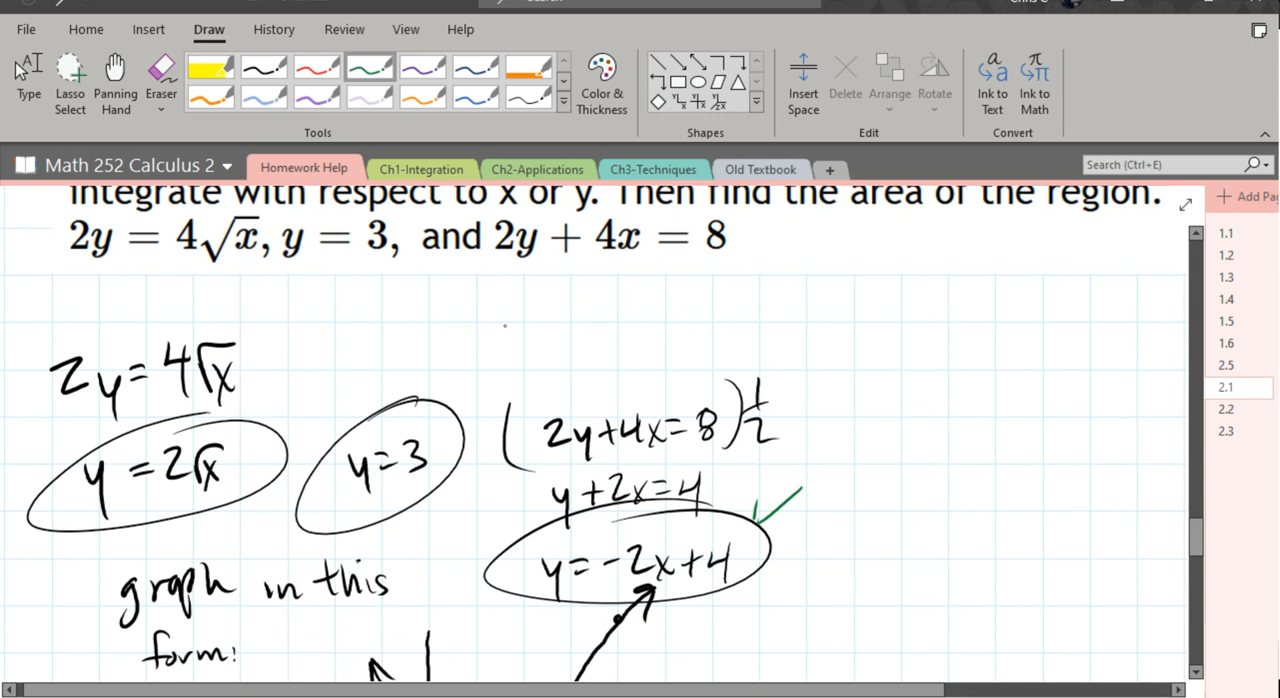 File Home Insert Draw History Review View Help
Type
Lasso Select
Panning Hand
Eraser
Color & Thickness
Insert Space
Delete
Arrange
Rotate
Ink to Text
Ink to Math
Tools
Shapes
Edit
Convert
Math 252 Calculus 2
Homework Help
Ch1-Integration
Ch2-Applications
Ch3-Techniques
Old Textbook
Search (Ctrl+E)
integrate with respect to x or y. Then find the area of the region.
2y = 4√x, y = 3, and 2y + 4x = 8
Add Pag
1.1
1.2
1.3
1.4
1.5
1.6
2.5
2.1
2.2
2.3
2y = 4√x
y = 2√x
y = 3
(2y+4x=8)1/2
y+2x=4
y=-2x+4
graph in this
form: